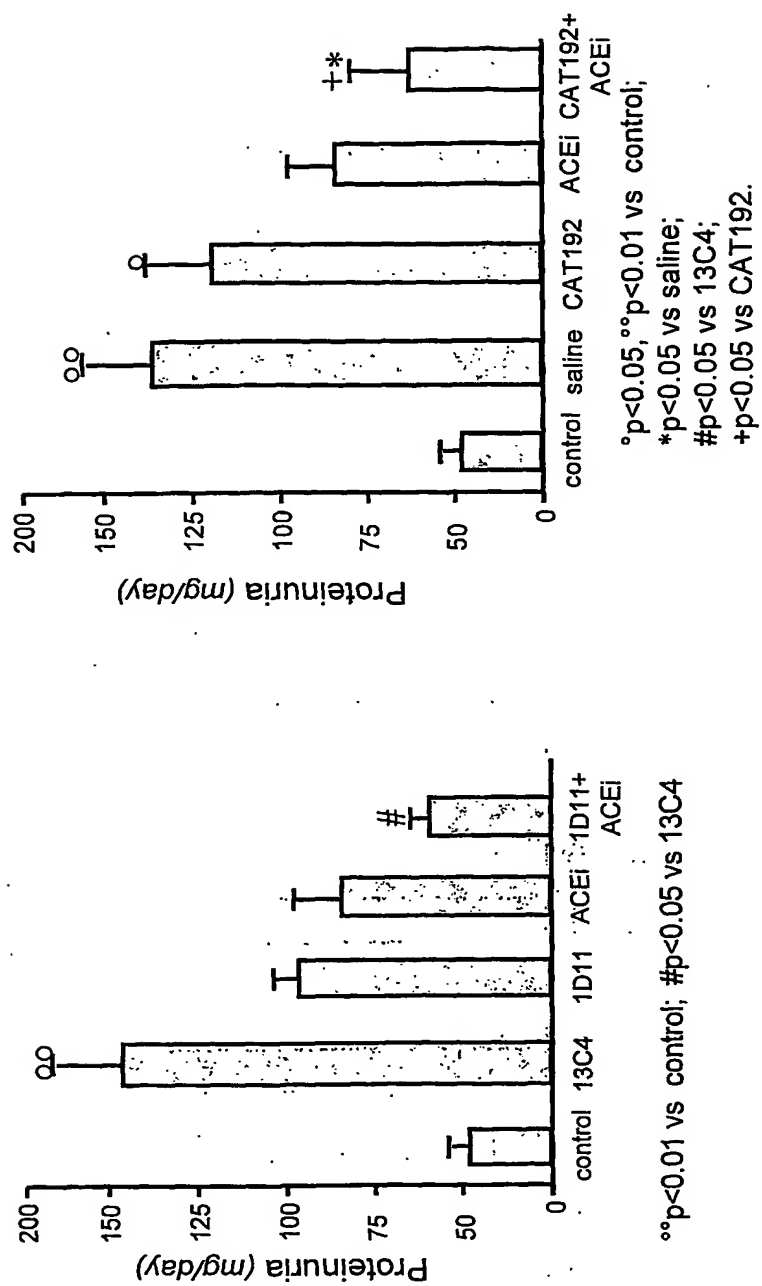 Proteinuria (mg/day)
200
150
125
100
75
50
0
control 13C4 1D11 ACEi 1D11+
ACEi
°°p<0.01 vs control; #p<0.05 vs 13C4
°°
#
Proteinuria (mg/day)
200
150
125
100
75
50
0
°°
°
+*
control saline CAT192 ACEi CAT192+
ACEi
°p<0.05,°°p<0.01 vs control;
*p<0.05 vs saline;
#p<0.05 vs 13C4;
+p<0.05 vs CAT192.